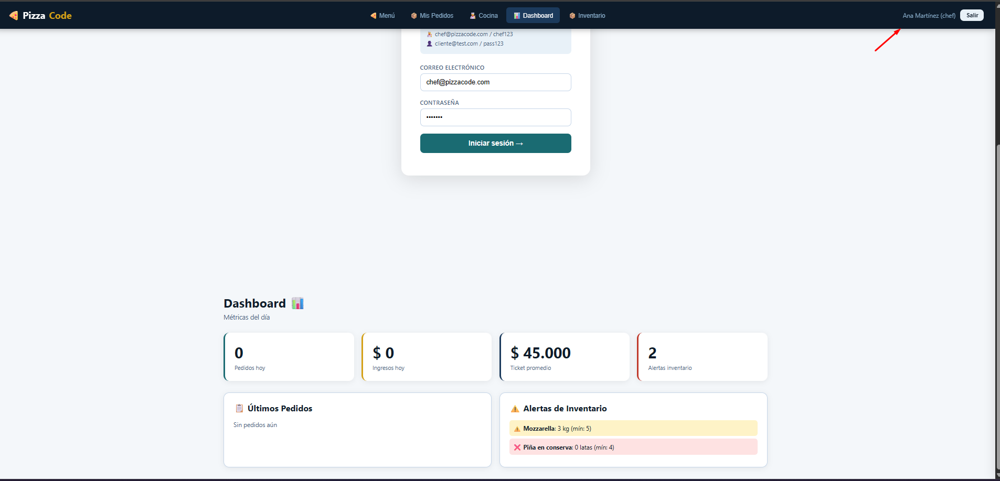 Pizza Code
Menú
Mis Pedidos
Cocina
Dashboard
Inventario
Ana Martínez (chef)
Salir
chef@pizzacode.com / chef123
cliente@test.com / pass123
CORREO ELECTRÓNICO
chef@pizzacode.com
CONTRASEÑA
•••••••
Iniciar sesión →
Dashboard
Métricas del día
0
Pedidos hoy
$ 0
Ingresos hoy
$ 45.000
Ticket promedio
2
Alertas inventario
Últimos Pedidos
Sin pedidos aún
Alertas de Inventario
Mozzarella: 3 kg (mín: 5)
Piña en conserva: 0 latas (mín: 4)